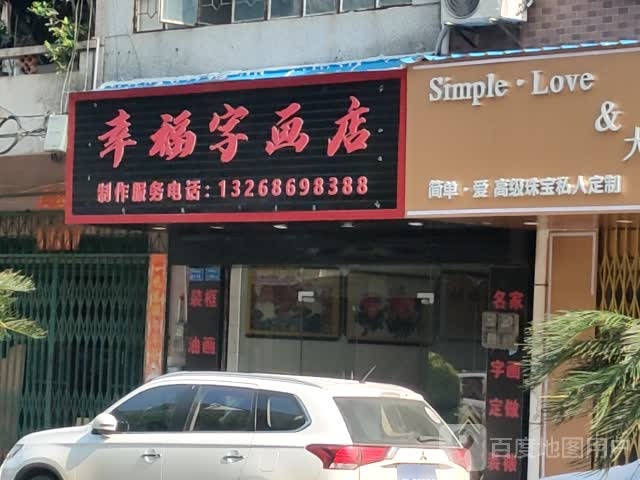 幸福字画店
制作服务电话:13268698388
Simple·Love
&
简单·爱 高级珠宝私人定制
装框
油画
名家
字画
定做
装裱
百度地图用户